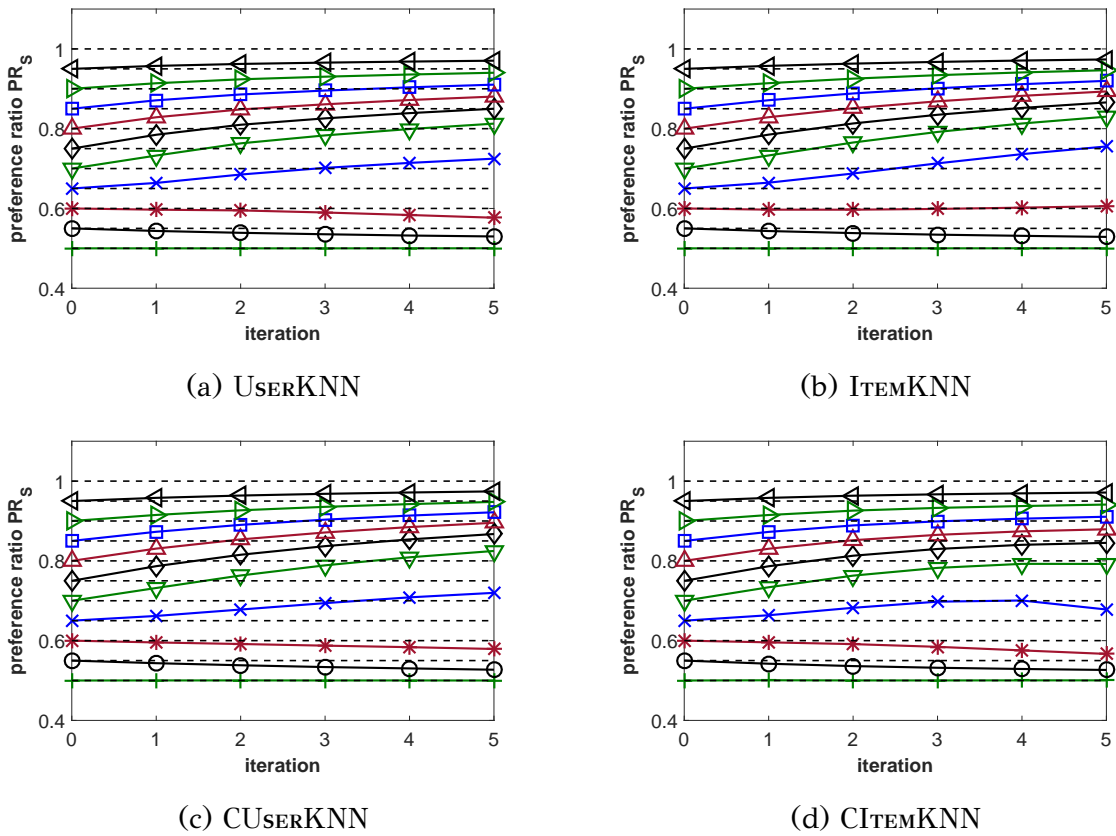 1
0.8
0.6
0.4
preference ratio PR_S
0 1 2 3 4 5
iteration
(a) UserKNN
1
0.8
0.6
0.4
preference ratio PR_S
0 1 2 3 4 5
iteration
(b) ItemKNN
1
0.8
0.6
0.4
preference ratio PR_S
0 1 2 3 4 5
iteration
(c) CUserKNN
1
0.8
0.6
0.4
preference ratio PR_S
0 1 2 3 4 5
iteration
(d) CItemKNN